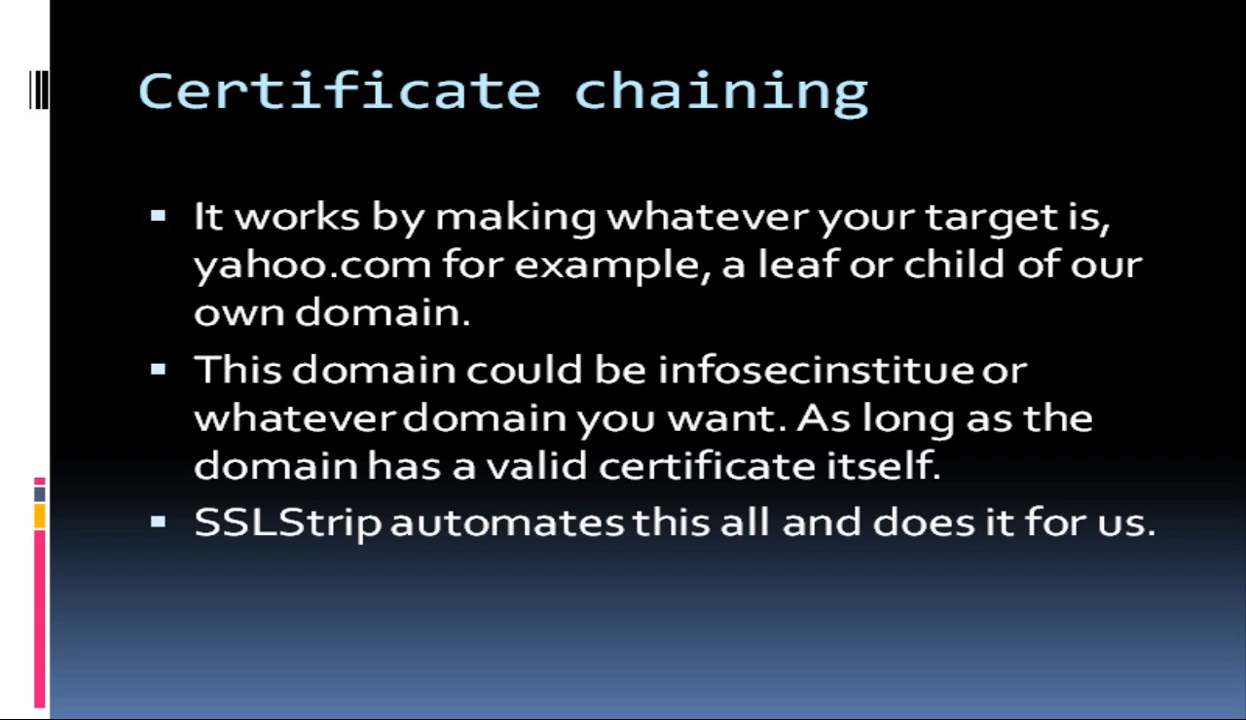 Certificate chaining
It works by making whatever your target is,
yahoo.com for example, a leaf or child of our
own domain.
This domain could be infosecinstitue or
whatever domain you want. As long as the
domain has a valid certificate itself.
SSLStrip automates this all and does it for us.